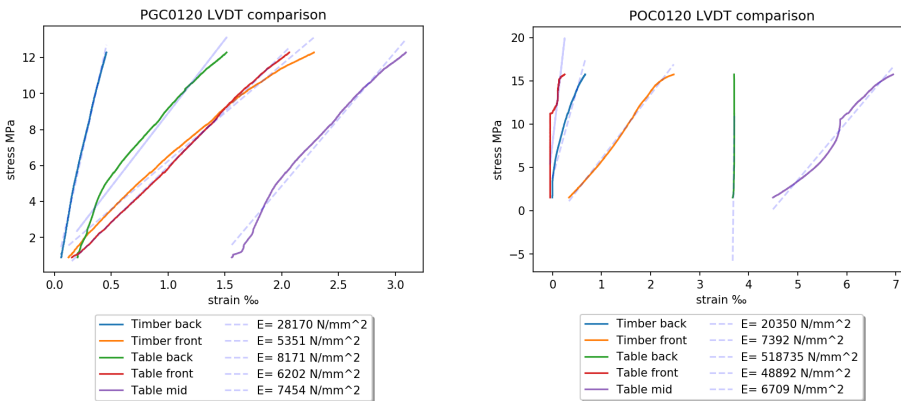 PGC0120 LVDT comparison
stress MPa
12
10
8
6
4
2
0.0 0.5 1.0 1.5 2.0 2.5 3.0
strain ‰
Timber back E= 28170 N/mm^2
Timber front E= 5351 N/mm^2
Table back E= 8171 N/mm^2
Table front E= 6202 N/mm^2
Table mid E= 7454 N/mm^2
POC0120 LVDT comparison
stress MPa
20
15
10
5
0
−5
0 1 2 3 4 5 6 7
strain ‰
Timber back E= 20350 N/mm^2
Timber front E= 7392 N/mm^2
Table back E= 518735 N/mm^2
Table front E= 48892 N/mm^2
Table mid E= 6709 N/mm^2